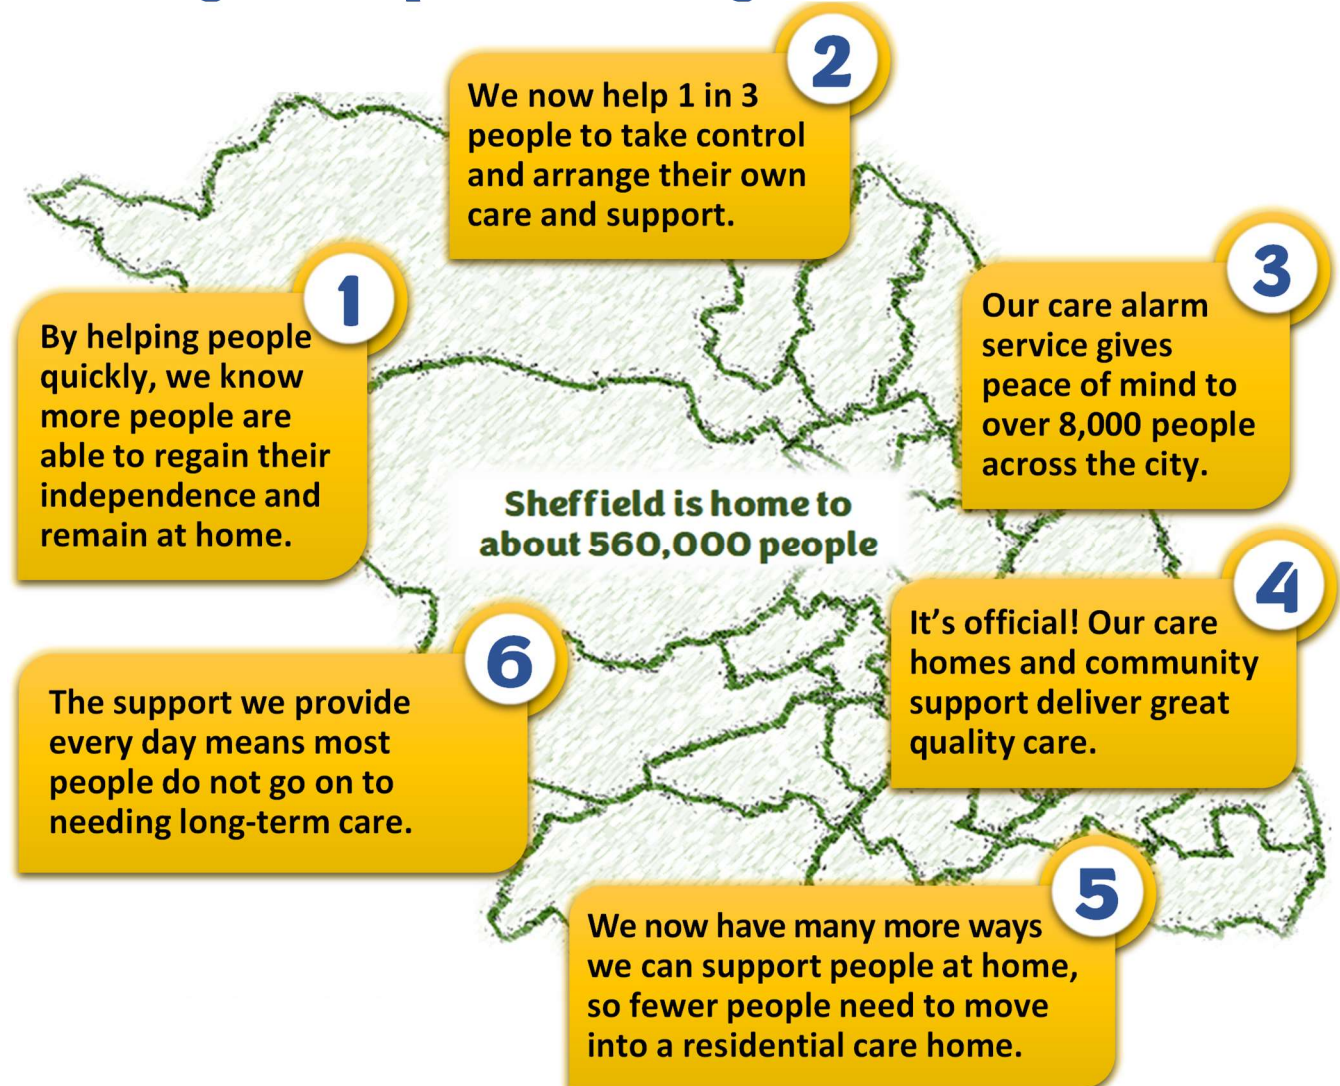 1
By helping people
quickly, we know
more people are
able to regain their
independence and
remain at home.
2
We now help 1 in 3
people to take control
and arrange their own
care and support.
3
Our care alarm
service gives
peace of mind to
over 8,000 people
across the city.
Sheffield is home to
about 560,000 people
4
It’s official! Our care
homes and community
support deliver great
quality care.
5
We now have many more ways
we can support people at home,
so fewer people need to move
into a residential care home.
6
The support we provide
every day means most
people do not go on to
needing long-term care.